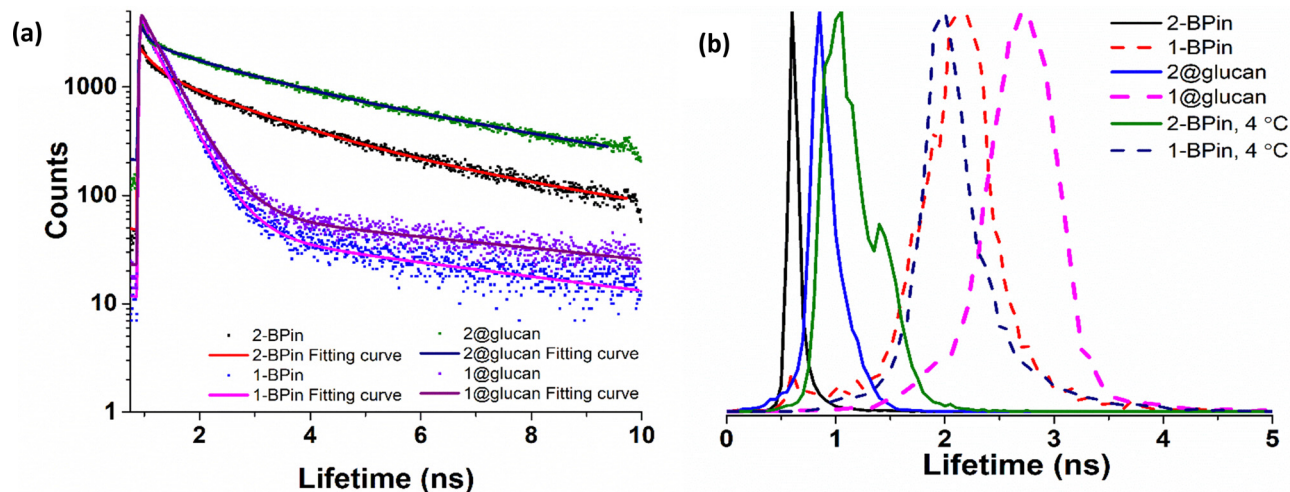 (a)
Counts
1000
100
10
1
2-BPin
2-BPin Fitting curve
1-BPin
1-BPin Fitting curve
2@glucan
2@glucan Fitting curve
1@glucan
1@glucan Fitting curve
2 4 6 8 10
Lifetime (ns)
(b)
2-BPin
1-BPin
2@glucan
1@glucan
2-BPin, 4 °C
1-BPin, 4 °C
0 1 2 3 4 5
Lifetime (ns)